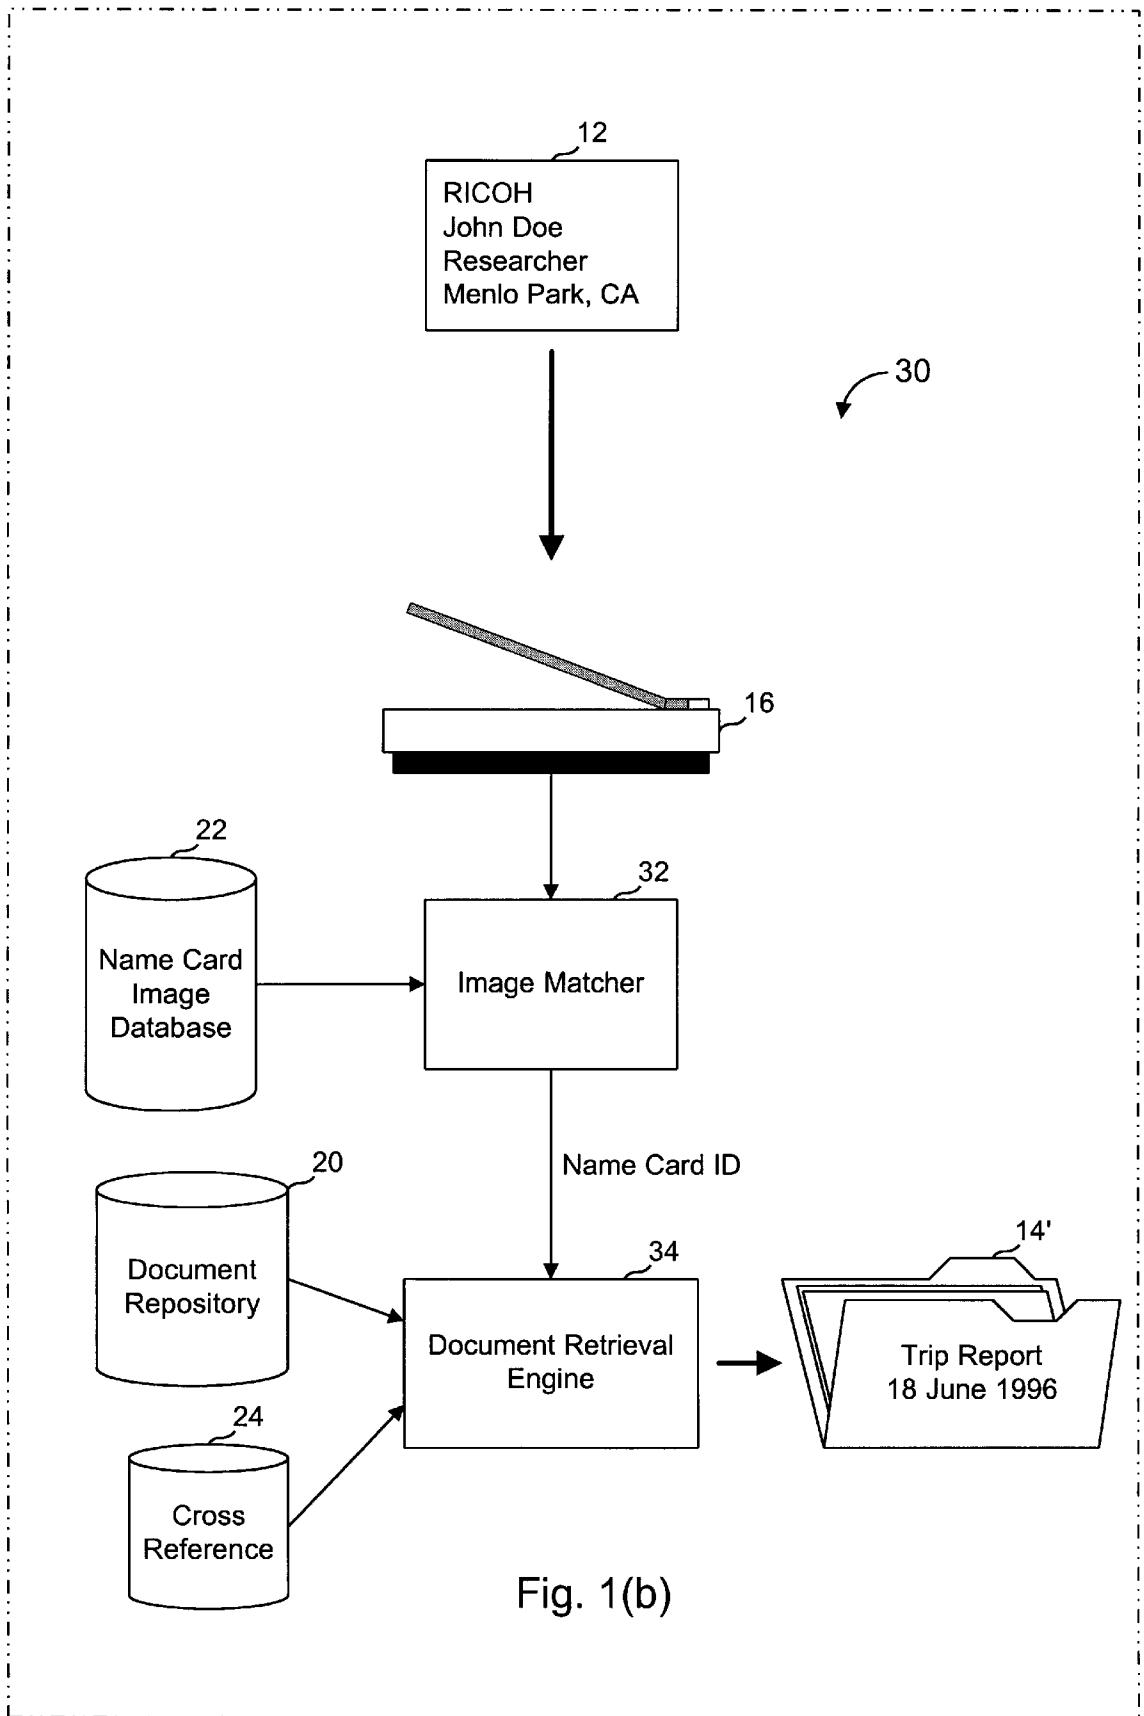 12
RICOH
John Doe
Researcher
Menlo Park, CA
30
16
22
32
Name Card
Image
Database
Image Matcher
Name Card ID
20
Document
Repository
34
Document Retrieval
Engine
14'
Trip Report
18 June 1996
24
Cross
Reference
Fig. 1(b)